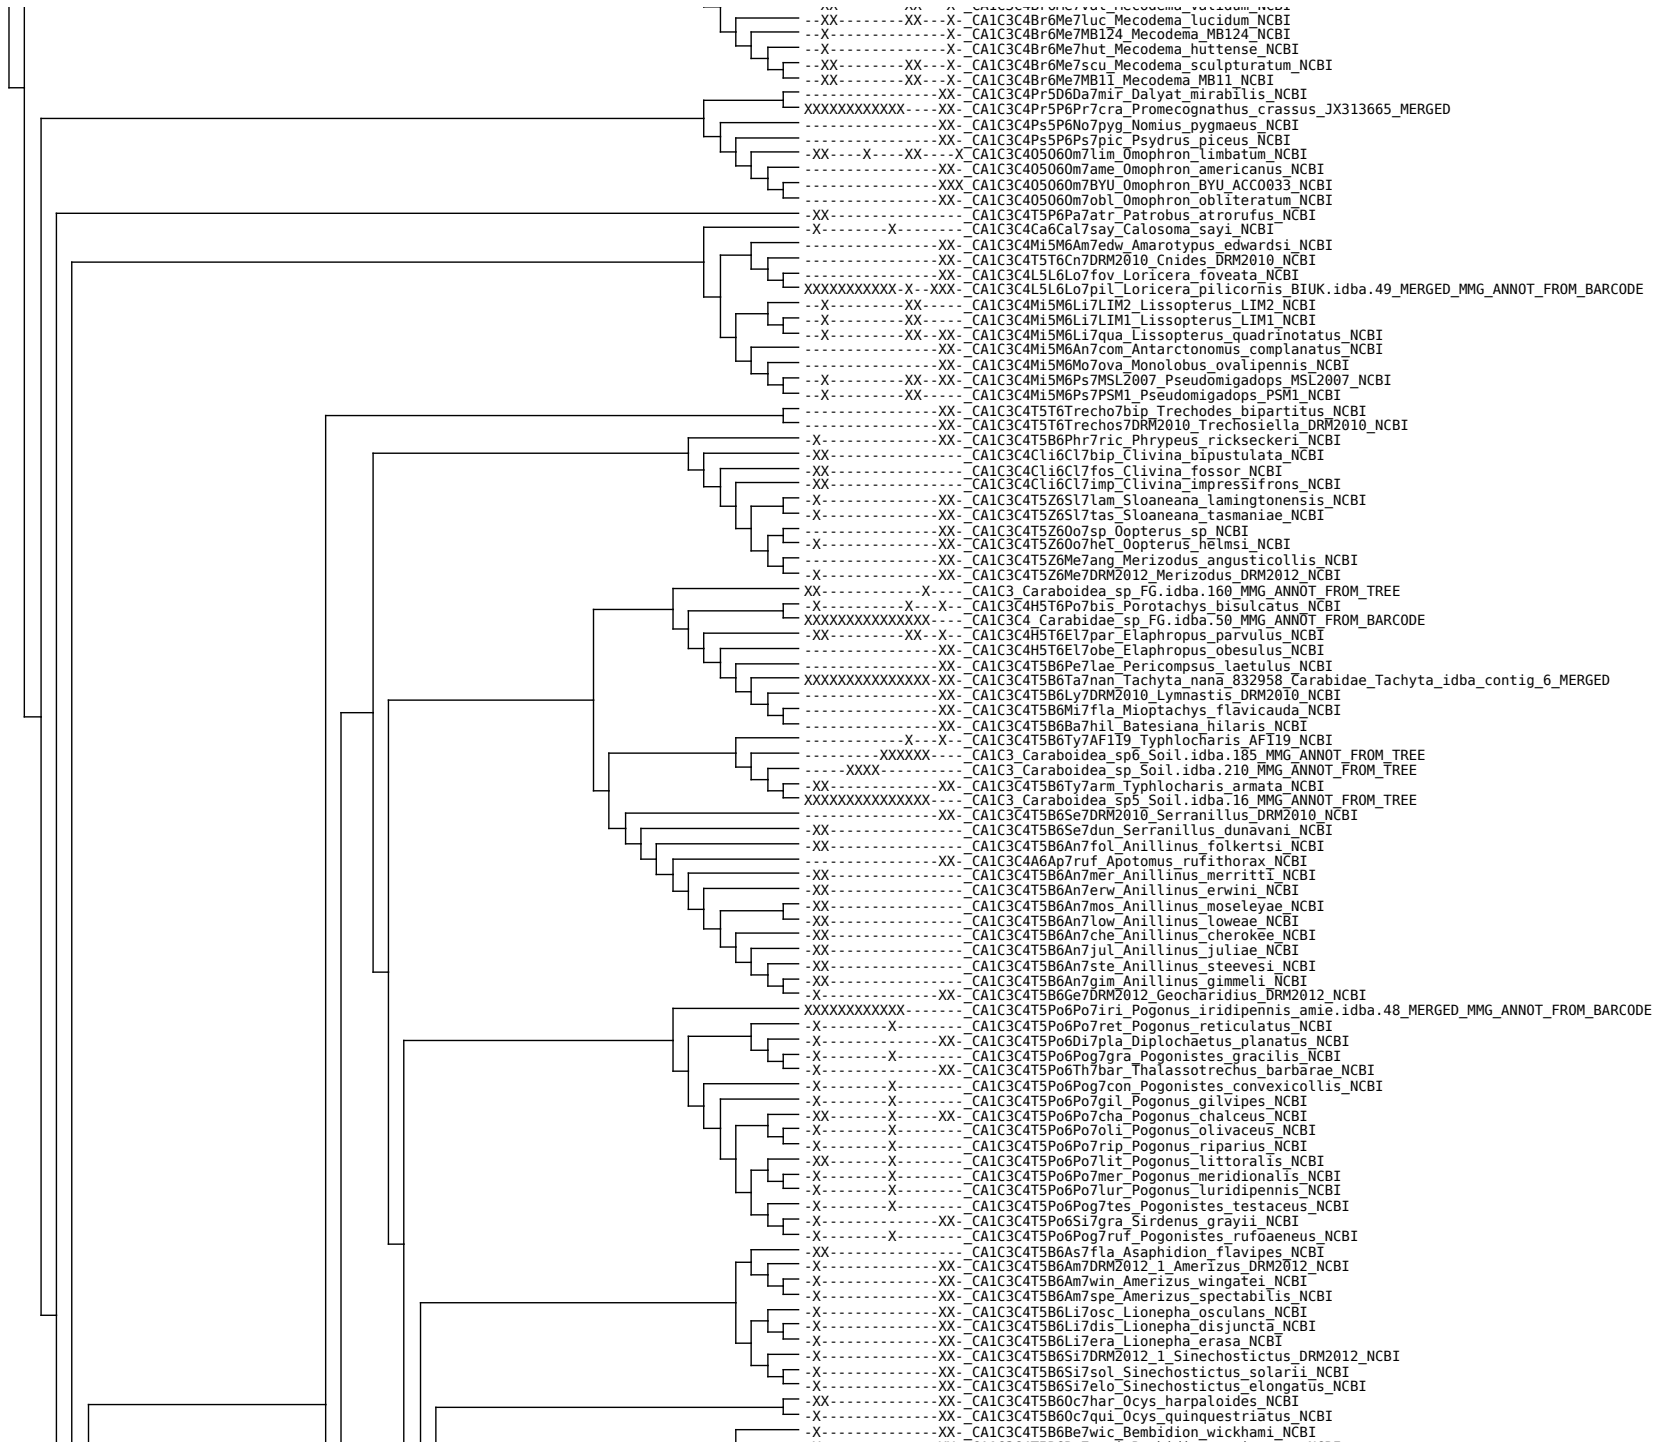 --XX--------XX---X-_CA1C3C4Br6Me7luc_Mecodema_lucidum_NCBI
--X--------------X-_CA1C3C4Br6Me7MB124_Mecodema_MB124_NCBI
--X--------------X-_CA1C3C4Br6Me7hut_Mecodema_huttense_NCBI
--XX--------XX---X-_CA1C3C4Br6Me7scu_Mecodema_sculpturatum_NCBI
--XX--------XX---X-_CA1C3C4Br6Me7MB11_Mecodema_MB11_NCBI
----------------XX-_CA1C3C4Pr5D6Da7mir_Dalyat_mirabilis_NCBI
XXXXXXXXXXXX----XX-_CA1C3C4Pr5P6Pr7cra_Promecognathus_crassus_JX313665_MERGED
----------------XX-_CA1C3C4Ps5P6No7pyg_Nomius_pygmaeus_NCBI
----------------XX-_CA1C3C4Ps5P6Ps7pic_Psydrus_piceus_NCBI
-XX----X----XX----X_CA1C3C4O5O6Om7lim_Omophron_limbatum_NCBI
----------------XX-_CA1C3C4O5O6Om7ame_Omophron_americanus_NCBI
----------------XXX_CA1C3C4O5O6Om7BYU_Omophron_BYU_ACCO033_NCBI
----------------XX-_CA1C3C4O5O6Om7obl_Omophron_obliteratum_NCBI
-XX----------------_CA1C3C4T5P6Pa7atr_Patrobus_atrorufus_NCBI
-X--------X--------_CA1C3C4Ca6Cal7say_Calosoma_sayi_NCBI
----------------XX-_CA1C3C4Mi5M6Am7edw_Amarotypus_edwardsi_NCBI
----------------XX-_CA1C3C4T5T6Cn7DRM2010_Cnides_DRM2010_NCBI
----------------XX-_CA1C3C4L5L6Lo7fov_Loricera_foveata_NCBI
XXXXXXXXXXX-X--XXX-_CA1C3C4L5L6Lo7pil_Loricera_pilicornis_BIUK.idba.49_MERGED_MMG_ANNOT_FROM_BARCODE
--X---------XX-----_CA1C3C4Mi5M6Li7LIM2_Lissopterus_LIM2_NCBI
--X---------XX-----_CA1C3C4Mi5M6Li7LIM1_Lissopterus_LIM1_NCBI
--X---------XX--XX-_CA1C3C4Mi5M6Li7qua_Lissopterus_quadrinotatus_NCBI
----------------XX-_CA1C3C4Mi5M6An7com_Antarctonomus_complanatus_NCBI
----------------XX-_CA1C3C4Mi5M6Mo7ova_Monolobus_ovalipennis_NCBI
--X---------XX--XX-_CA1C3C4Mi5M6Ps7MSL2007_Pseudomigadops_MSL2007_NCBI
--X---------XX-----_CA1C3C4Mi5M6Ps7PSM1_Pseudomigadops_PSM1_NCBI
----------------XX-_CA1C3C4T5T6Trecho7bip_Trechodes_bipartitus_NCBI
----------------XX-_CA1C3C4T5T6Trechos7DRM2010_Trechosiella_DRM2010_NCBI
-X--------------XX-_CA1C3C4T5B6Phr7ric_Phrypeus_rickseckeri_NCBI
-XX----------------_CA1C3C4Cli6Cl7bip_Clivina_bipustulata_NCBI
-XX----------------_CA1C3C4Cli6Cl7fos_Clivina_fossor_NCBI
-XX----------------_CA1C3C4Cli6Cl7imp_Clivina_impressifrons_NCBI
-X--------------XX-_CA1C3C4T5Z6Sl7lam_Sloaneana_lamingtonensis_NCBI
-X--------------XX-_CA1C3C4T5Z6Sl7tas_Sloaneana_tasmaniae_NCBI
----------------XX-_CA1C3C4T5Z6Oo7sp_Oopterus_sp_NCBI
-X--------------XX-_CA1C3C4T5Z6Oo7hel_Oopterus_helmsi_NCBI
----------------XX-_CA1C3C4T5Z6Me7ang_Merizodus_angusticollis_NCBI
-X--------------XX-_CA1C3C4T5Z6Me7DRM2012_Merizodus_DRM2012_NCBI
XX------------X----_CA1C3_Caraboidea_sp_FG.idba.160_MMG_ANNOT_FROM_TREE
-X----------X---X--_CA1C3C4H5T6Po7bis_Porotachys_bisulcatus_NCBI
XXXXXXXXXXXXXXX----_CA1C3C4_Carabidae_sp_FG.idba.50_MMG_ANNOT_FROM_BARCODE
-XX---------XX--X--_CA1C3C4H5T6El7par_Elaphropus_parvulus_NCBI
----------------XX-_CA1C3C4H5T6El7obe_Elaphropus_obesulus_NCBI
----------------XX-_CA1C3C4T5B6Pe7lae_Pericompsus_laetulus_NCBI
XXXXXXXXXXXXXXX-XX-_CA1C3C4T5B6Ta7nan_Tachyta_nana_832958_Carabidae_Tachyta_idba_contig_6_MERGED
----------------XX-_CA1C3C4T5B6Ly7DRM2010_Lymnastis_DRM2010_NCBI
----------------XX-_CA1C3C4T5B6Mi7fla_Mioptachys_flavicauda_NCBI
----------------XX-_CA1C3C4T5B6Ba7hil_Batesiana_hilaris_NCBI
------------X---X--_CA1C3C4T5B6Ty7AF119_Typhlocharis_AF119_NCBI
---------XXXXXX----_CA1C3_Caraboidea_sp6_Soil.idba.185_MMG_ANNOT_FROM_TREE
-----XXXX----------_CA1C3_Caraboidea_sp_Soil.idba.210_MMG_ANNOT_FROM_TREE
-XX-------------XX-_CA1C3C4T5B6Ty7arm_Typhlocharis_armata_NCBI
XXXXXXXXXXXXXXX----_CA1C3_Caraboidea_sp5_Soil.idba.16_MMG_ANNOT_FROM_TREE
----------------XX-_CA1C3C4T5B6Se7DRM2010_Serranillus_DRM2010_NCBI
-XX----------------_CA1C3C4T5B6Se7dun_Serranillus_dunavani_NCBI
-XX----------------_CA1C3C4T5B6An7fol_Anillinus_folkertsi_NCBI
----------------XX-_CA1C3C4A6Ap7ruf_Apotomus_rufithorax_NCBI
-XX----------------_CA1C3C4T5B6An7mer_Anillinus_merritti_NCBI
-XX----------------_CA1C3C4T5B6An7erw_Anillinus_erwini_NCBI
-XX----------------_CA1C3C4T5B6An7mos_Anillinus_moseleyae_NCBI
-XX----------------_CA1C3C4T5B6An7low_Anillinus_loweae_NCBI
-XX----------------_CA1C3C4T5B6An7che_Anillinus_cherokee_NCBI
-XX----------------_CA1C3C4T5B6An7jul_Anillinus_juliae_NCBI
-XX----------------_CA1C3C4T5B6An7ste_Anillinus_steevesi_NCBI
-XX----------------_CA1C3C4T5B6An7gim_Anillinus_gimmeli_NCBI
-X--------------XX-_CA1C3C4T5B6Ge7DRM2012_Geocharidius_DRM2012_NCBI
XXXXXXXXXXXX-------_CA1C3C4T5Po6Po7iri_Pogonus_iridipennis_amie.idba.48_MERGED_MMG_ANNOT_FROM_BARCODE
-X--------X--------_CA1C3C4T5Po6Po7ret_Pogonus_reticulatus_NCBI
-X--------------XX-_CA1C3C4T5Po6Di7pla_Diplochaetus_planatus_NCBI
-X--------X--------_CA1C3C4T5Po6Pog7gra_Pogonistes_gracilis_NCBI
-X--------------XX-_CA1C3C4T5Po6Th7bar_Thalassotrechus_barbarae_NCBI
-X--------X--------_CA1C3C4T5Po6Pog7con_Pogonistes_convexicollis_NCBI
-X--------X--------_CA1C3C4T5Po6Po7gil_Pogonus_gilvipes_NCBI
-XX-------X-----XX-_CA1C3C4T5Po6Po7cha_Pogonus_chalceus_NCBI
-X--------X--------_CA1C3C4T5Po6Po7oli_Pogonus_olivaceus_NCBI
-X--------X--------_CA1C3C4T5Po6Po7rip_Pogonus_riparius_NCBI
-XX-------X--------_CA1C3C4T5Po6Po7lit_Pogonus_littoralis_NCBI
-X--------X--------_CA1C3C4T5Po6Po7mer_Pogonus_meridionalis_NCBI
-X--------X--------_CA1C3C4T5Po6Po7lur_Pogonus_luridipennis_NCBI
-X--------X--------_CA1C3C4T5Po6Pog7tes_Pogonistes_testaceus_NCBI
-X--------------XX-_CA1C3C4T5Po6Si7gra_Sirdenus_grayii_NCBI
-X--------X--------_CA1C3C4T5Po6Pog7ruf_Pogonistes_rufoaeneus_NCBI
-XX----------------_CA1C3C4T5B6As7fla_Asaphidion_flavipes_NCBI
-X--------------XX-_CA1C3C4T5B6Am7DRM2012_1_Amerizus_DRM2012_NCBI
-X--------------XX-_CA1C3C4T5B6Am7win_Amerizus_wingatei_NCBI
-X--------------XX-_CA1C3C4T5B6Am7spe_Amerizus_spectabilis_NCBI
-X--------------XX-_CA1C3C4T5B6Li7osc_Lionepha_osculans_NCBI
-X--------------XX-_CA1C3C4T5B6Li7dis_Lionepha_disjuncta_NCBI
-X--------------XX-_CA1C3C4T5B6Li7era_Lionepha_erasa_NCBI
-X--------------XX-_CA1C3C4T5B6Si7DRM2012_1_Sinechostictus_DRM2012_NCBI
-X--------------XX-_CA1C3C4T5B6Si7sol_Sinechostictus_solarii_NCBI
-X--------------XX-_CA1C3C4T5B6Si7elo_Sinechostictus_elongatus_NCBI
-XX-------------XX-_CA1C3C4T5B6Oc7har_Ocys_harpaloides_NCBI
-X--------------XX-_CA1C3C4T5B6Oc7qui_Ocys_quinquestriatus_NCBI
-X--------------XX-_CA1C3C4T5B6Be7wic_Bembidion_wickhami_NCBI